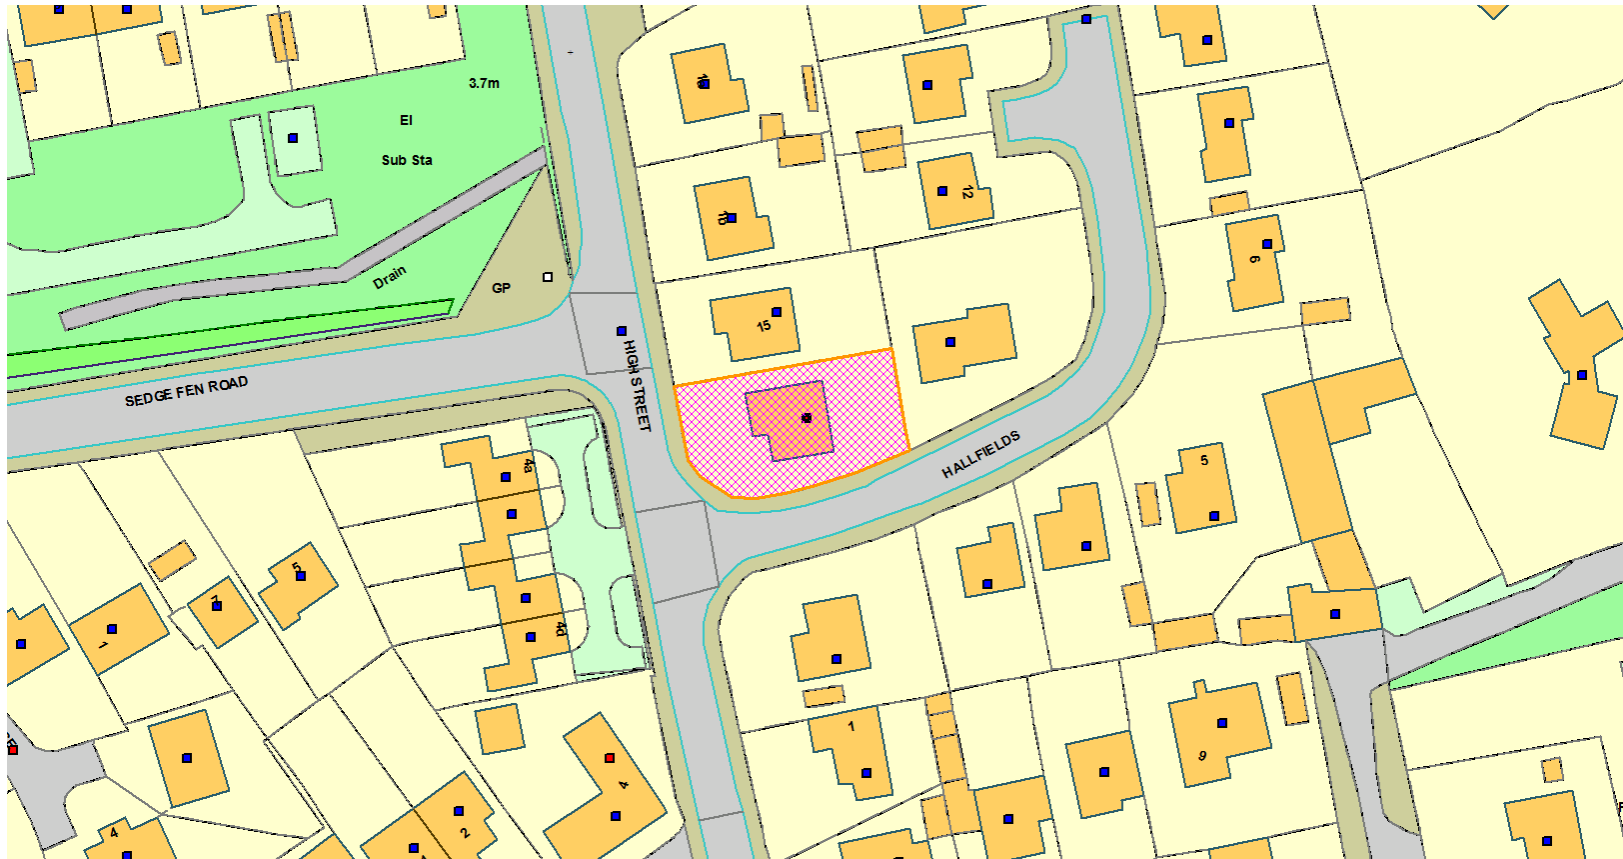 3.7m
El
Sub Sta
12
Drain
GP
9
15
HIGH STREET
SEDGE FEN ROAD
HALLFIELDS
4a
5
5
7
4d
1
1
9
4
4
2